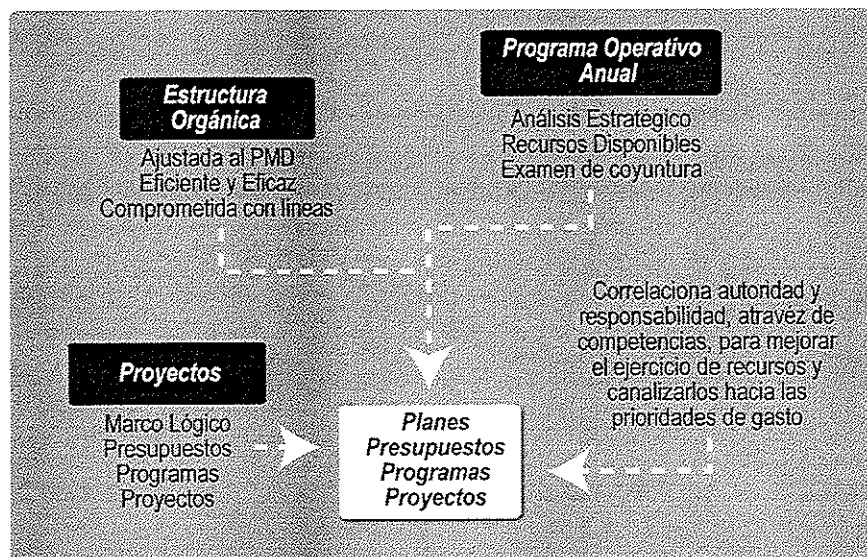 Programa Operativo
Anual
Análisis Estratégico
Recursos Disponibles
Examen de coyuntura
Estructura
Orgánica
Ajustada al PMD
Eficiente y Eficaz
Comprometida con líneas
Correlaciona autoridad y
responsabilidad, atravez de
competencias, para mejorar
el ejercicio de recursos y
canalizarlos hacia las
prioridades de gasto
Proyectos
Marco Lógico
Presupuestos
Programas
Proyectos
Planes
Presupuestos
Programas
Proyectos